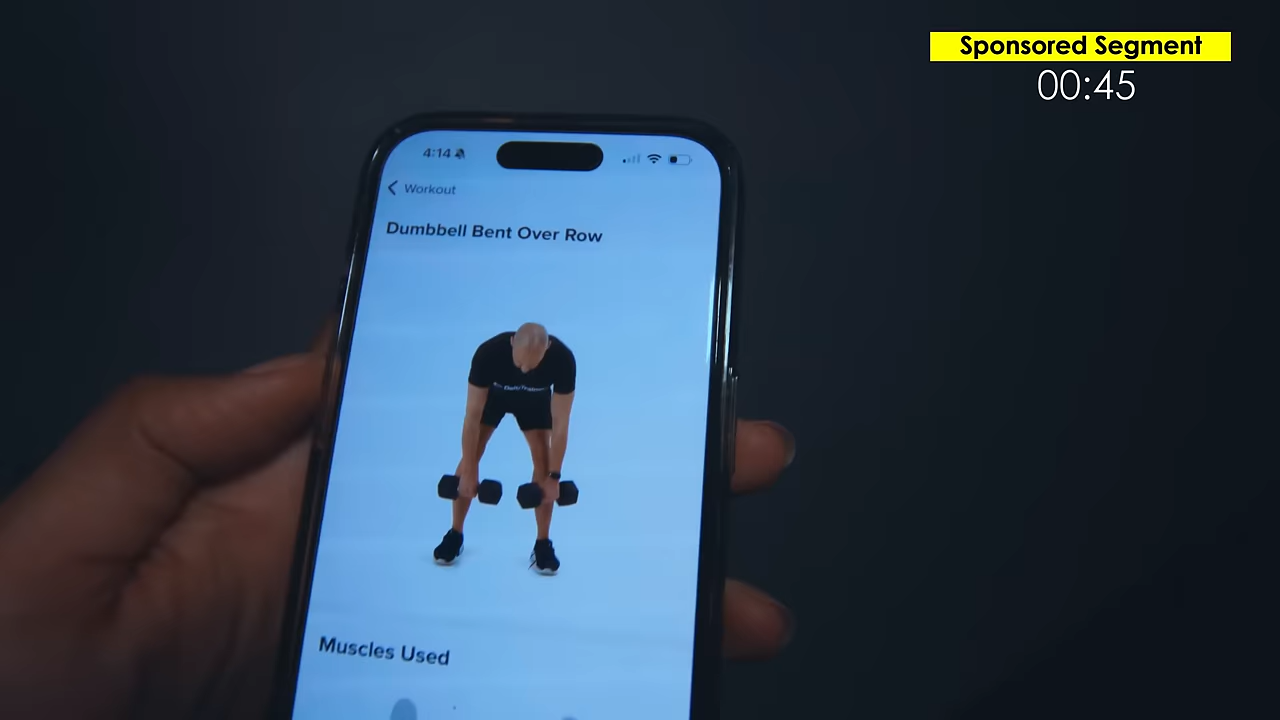 Sponsored Segment
00:45
4:14
Workout
Dumbbell Bent Over Row
Muscles Used